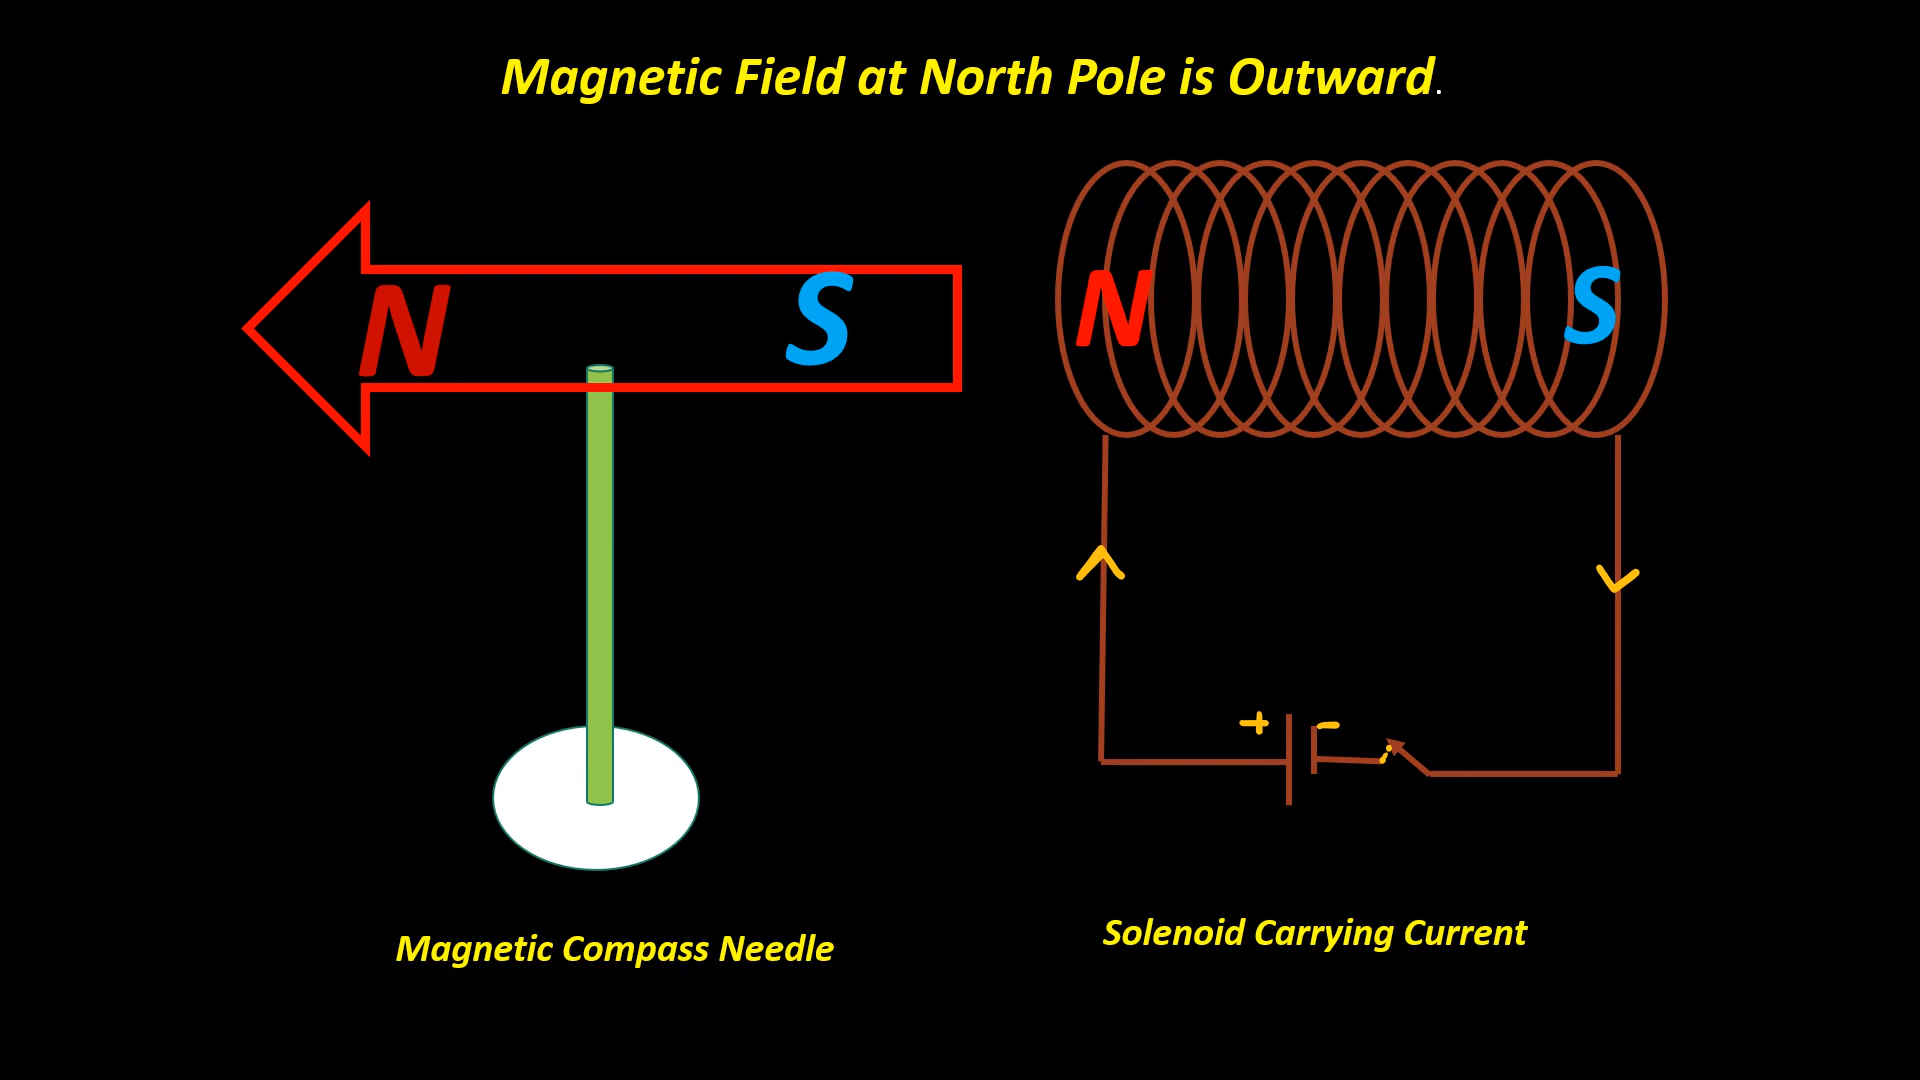 Magnetic Field at North Pole is Outward.
N S
N S
+ -
Magnetic Compass Needle
Solenoid Carrying Current